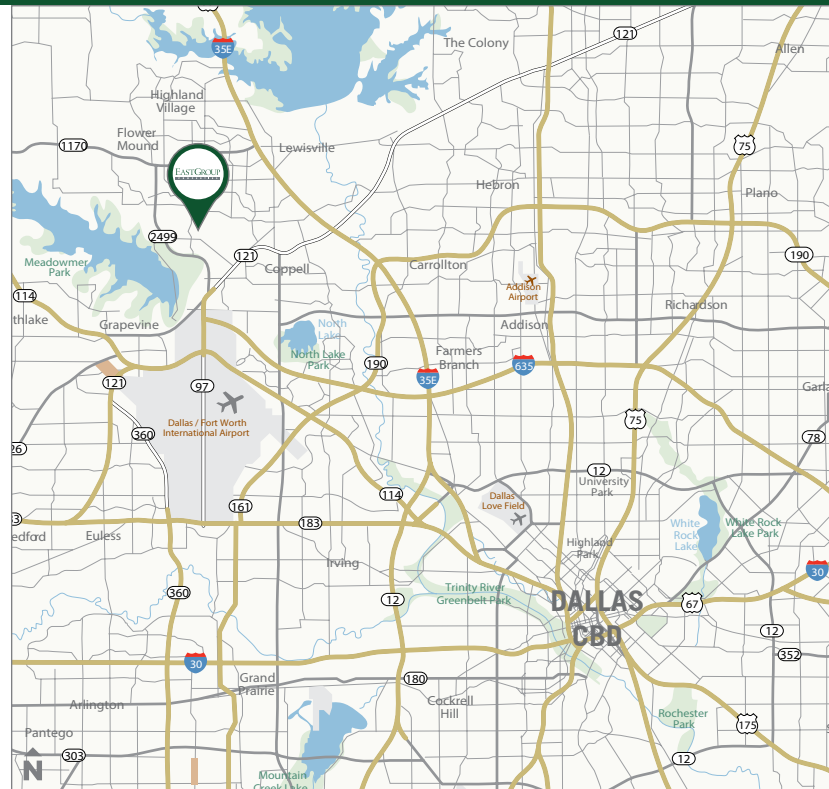 35E
The Colony
121
Allen
Highland
Village
Flower
Mound
1170
Lewisville
75
EASTGROUP
Hebron
Plano
2499
121
Meadowmer
Park
Coppell
Carrollton
190
114
Addison
Airport
thlake
Grapevine
North
Lake
Addison
Richardson
North Lake
Park
Farmers
Branch
190
635
35E
121
97
Garla
Dallas / Fort Worth
International Airport
75
360
78
26
12
University
Park
114
Dallas
Love Field
161
183
3
edford
Euless
White
Rock
Lake
White Rock
Lake Park
Highland
Park
Irving
30
360
Trinity River
Greenbelt Park
12
DALLAS
CBD
67
12
352
30
Grand
Prairie
180
Arlington
Cockrell
Hill
Rochester
Park
175
Pantego
303
12
N
Mountain
Creek Lake